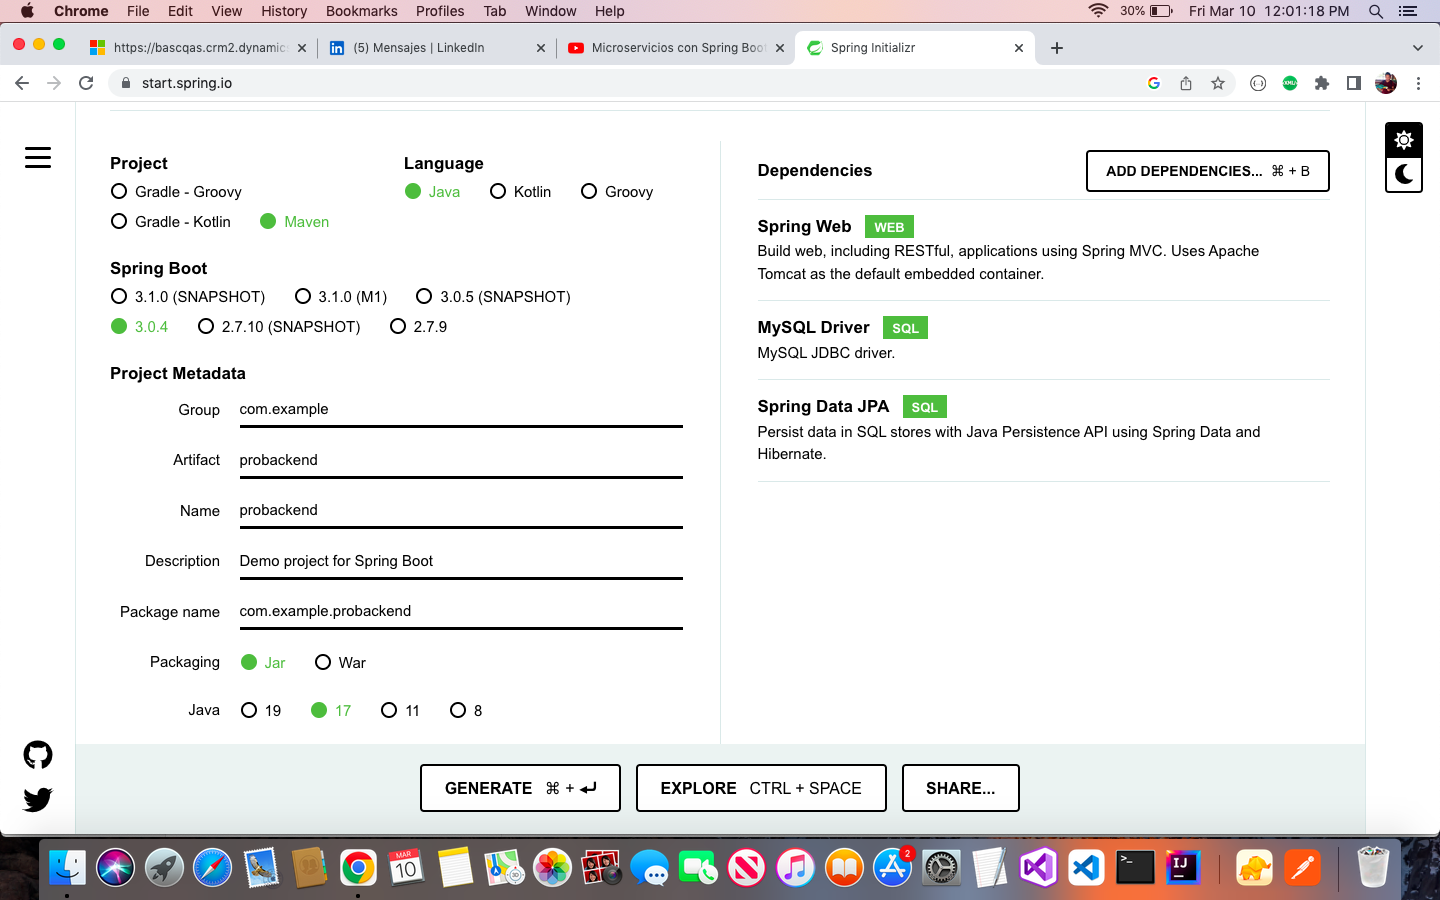 Chrome File Edit View History Bookmarks Profiles Tab Window Help 30% Fri Mar 10 12:01:18 PM
https://bascqas.crm2.dynamic (5) Mensajes | LinkedIn Microservicios con Spring Boot Spring Initializr
start.spring.io
Project
Gradle - Groovy
Gradle - Kotlin Maven
Language
Java Kotlin Groovy
Spring Boot
3.1.0 (SNAPSHOT) 3.1.0 (M1) 3.0.5 (SNAPSHOT)
3.0.4 2.7.10 (SNAPSHOT) 2.7.9
Project Metadata
Group com.example
Artifact probackend
Name probackend
Description Demo project for Spring Boot
Package name com.example.probackend
Packaging Jar War
Java 19 17 11 8
Dependencies
ADD DEPENDENCIES... ⌘ + B
Spring Web WEB
Build web, including RESTful, applications using Spring MVC. Uses Apache
Tomcat as the default embedded container.
MySQL Driver SQL
MySQL JDBC driver.
Spring Data JPA SQL
Persist data in SQL stores with Java Persistence API using Spring Data and
Hibernate.
GENERATE ⌘ + ↵ EXPLORE CTRL + SPACE SHARE...
MAR
10
3D
2
>_
IJ